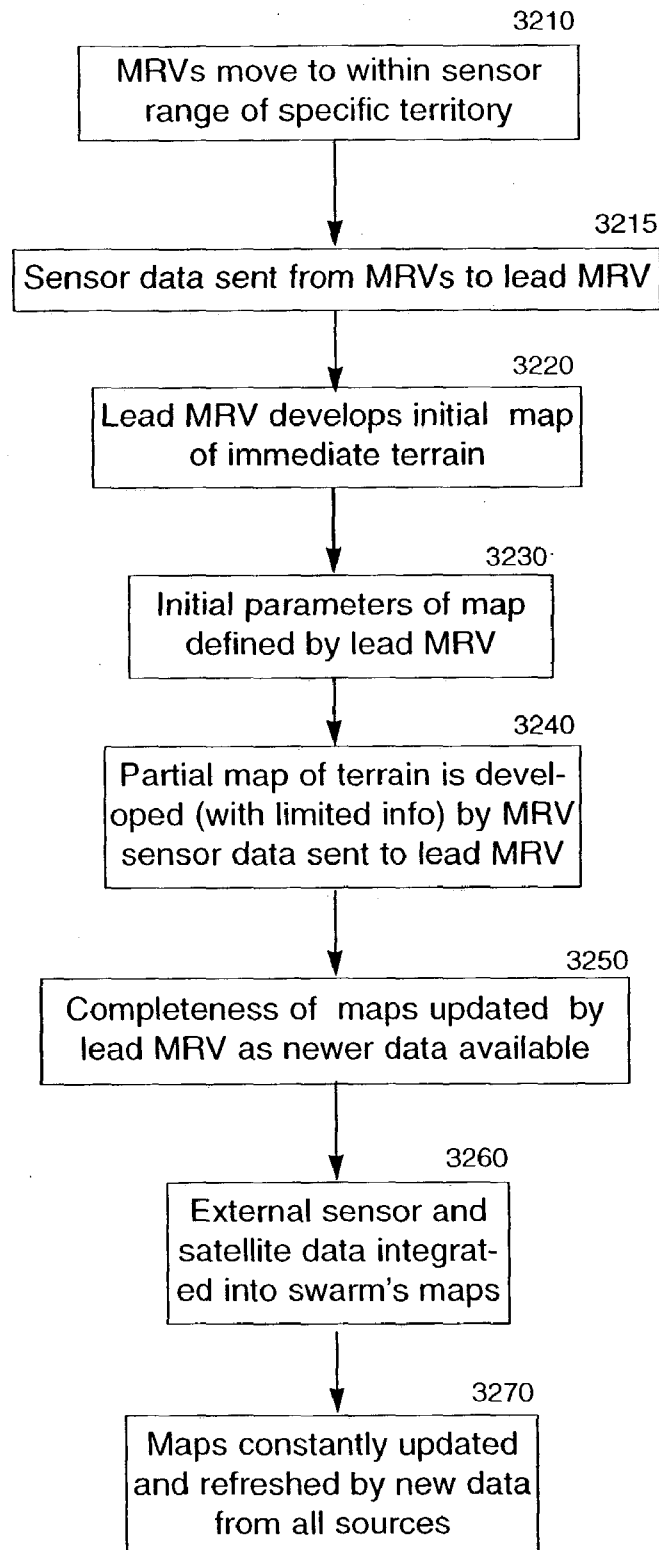 3210
MRVs move to within sensor
range of specific territory
3215
Sensor data sent from MRVs to lead MRV
3220
Lead MRV develops initial map
of immediate terrain
3230
Initial parameters of map
defined by lead MRV
3240
Partial map of terrain is devel-
oped (with limited info) by MRV
sensor data sent to lead MRV
3250
Completeness of maps updated by
lead MRV as newer data available
3260
External sensor and
satellite data integrat-
ed into swarm's maps
3270
Maps constantly updated
and refreshed by new data
from all sources